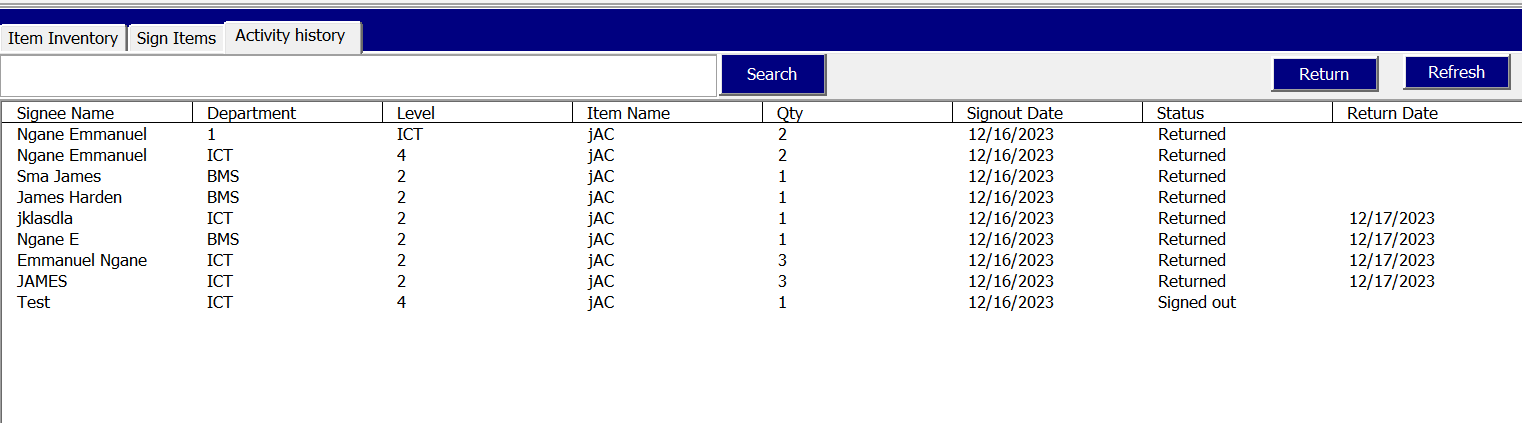 Item Inventory Sign Items Activity history
Search Return Refresh
Signee Name Department Level Item Name Qty Signout Date Status Return Date
Ngane Emmanuel 1 ICT jAC 2 12/16/2023 Returned
Ngane Emmanuel ICT 4 jAC 2 12/16/2023 Returned
Sma James BMS 2 jAC 1 12/16/2023 Returned
James Harden BMS 2 jAC 1 12/16/2023 Returned
jklasdla ICT 2 jAC 1 12/16/2023 Returned 12/17/2023
Ngane E BMS 2 jAC 1 12/16/2023 Returned 12/17/2023
Emmanuel Ngane ICT 2 jAC 3 12/16/2023 Returned 12/17/2023
JAMES ICT 2 jAC 3 12/16/2023 Returned 12/17/2023
Test ICT 4 jAC 1 12/16/2023 Signed out